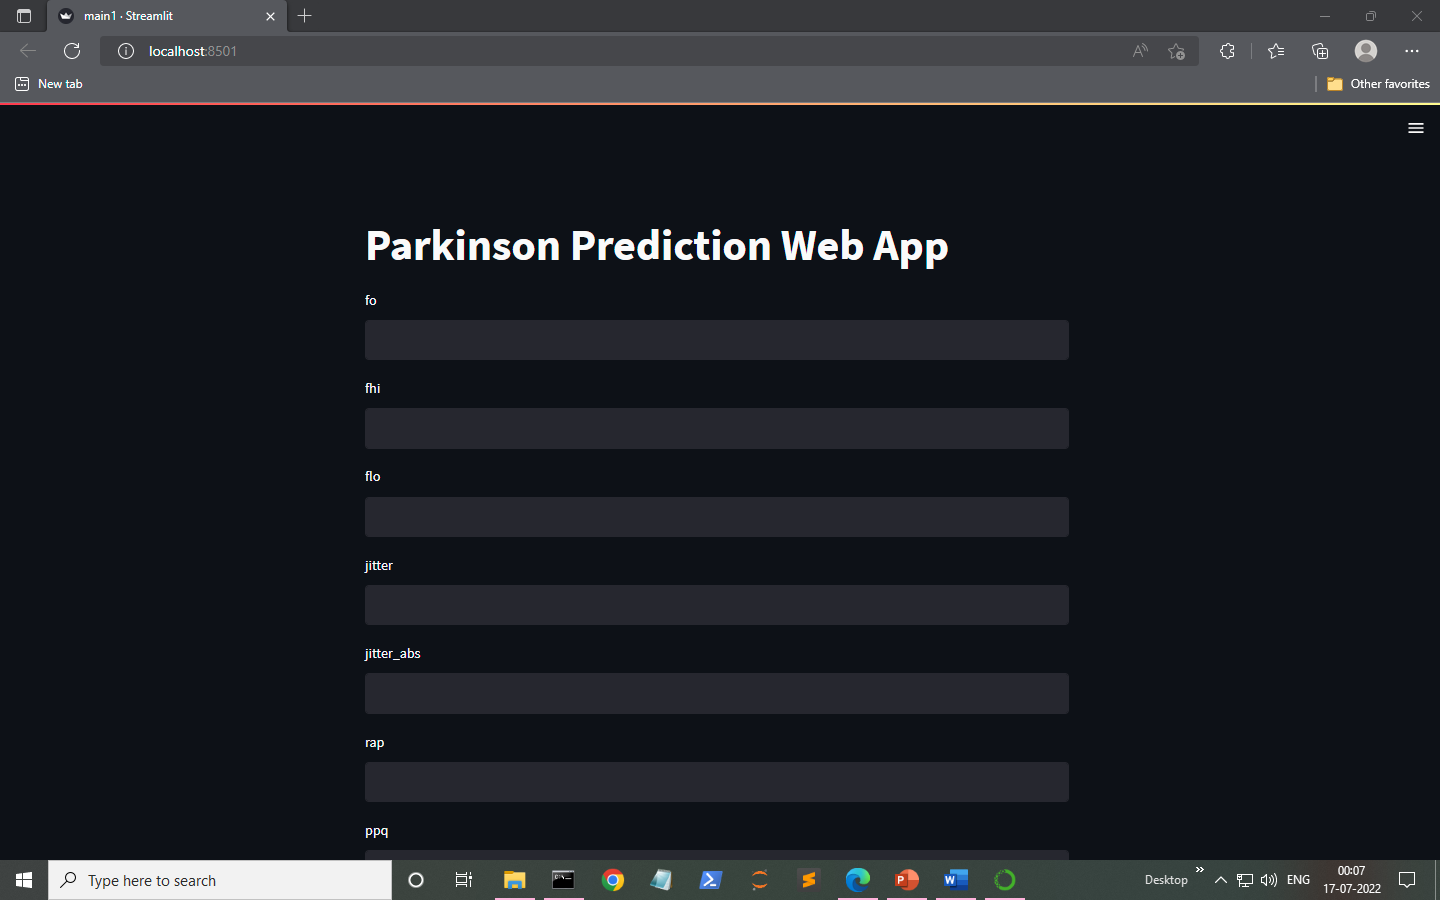 main1 · Streamlit
localhost:8501
New tab
Other favorites
Parkinson Prediction Web App
fo
fhi
flo
jitter
jitter_abs
rap
ppq
Type here to search
Desktop
ENG
00:07
17-07-2022